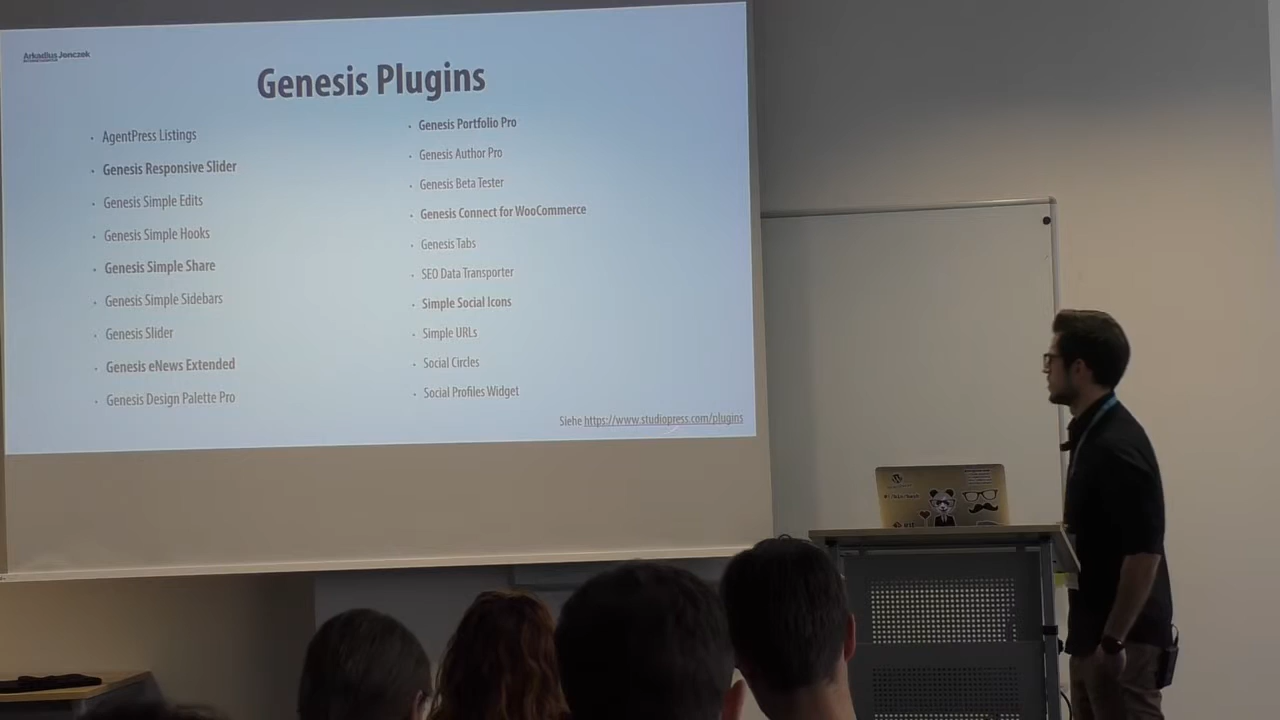 Arkadius Jenczek
Genesis Plugins
AgentPress Listings
Genesis Responsive Slider
Genesis Simple Edits
Genesis Simple Hooks
Genesis Simple Share
Genesis Simple Sidebars
Genesis Slider
Genesis eNews Extended
Genesis Design Palette Pro
Genesis Portfolio Pro
Genesis Author Pro
Genesis Beta Tester
Genesis Connect for WooCommerce
Genesis Tabs
SEO Data Transporter
Simple Social Icons
Simple URLs
Social Circles
Social Profiles Widget
Siehe https://www.studiopress.com/plugins